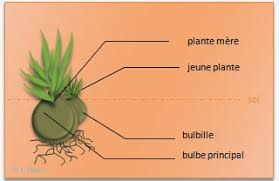 plante mère
jeune plante
sol
bulbille
bulbe principal